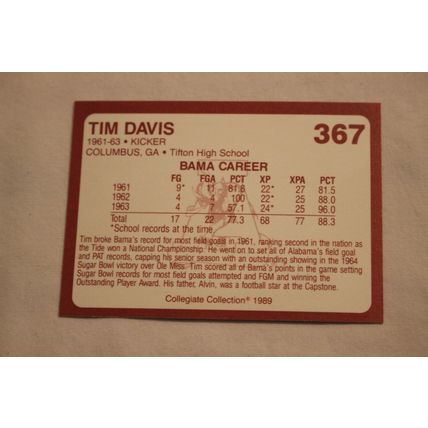 TIM DAVIS 367
1961-63 • KICKER
COLUMBUS, GA • Tifton High School
BAMA CAREER
FG FGA PCT XP XPA PCT
1961 9* 11 81.8 22* 27 81.5
1962 4 4 100 22* 25 88.0
1963 4 7 57.1 24* 25 96.0
Total 17 22 77.3 68 77 88.3
*School records at the time.
Tim broke Bama's record for most field goals in 1961, ranking second in the nation as
the Tide won a National Championship. He went on to set all of Alabama's field goal
and PAT records, capping his senior season with an outstanding showing in the 1964
Sugar Bowl victory over Ole Miss. Tim scored all of Bama's points in the game setting
Sugar Bowl records for most field goals attempted and FGM and winning the
Outstanding Player Award. His father, Alvin, was a football star at the Capstone.
Collegiate Collection® 1989